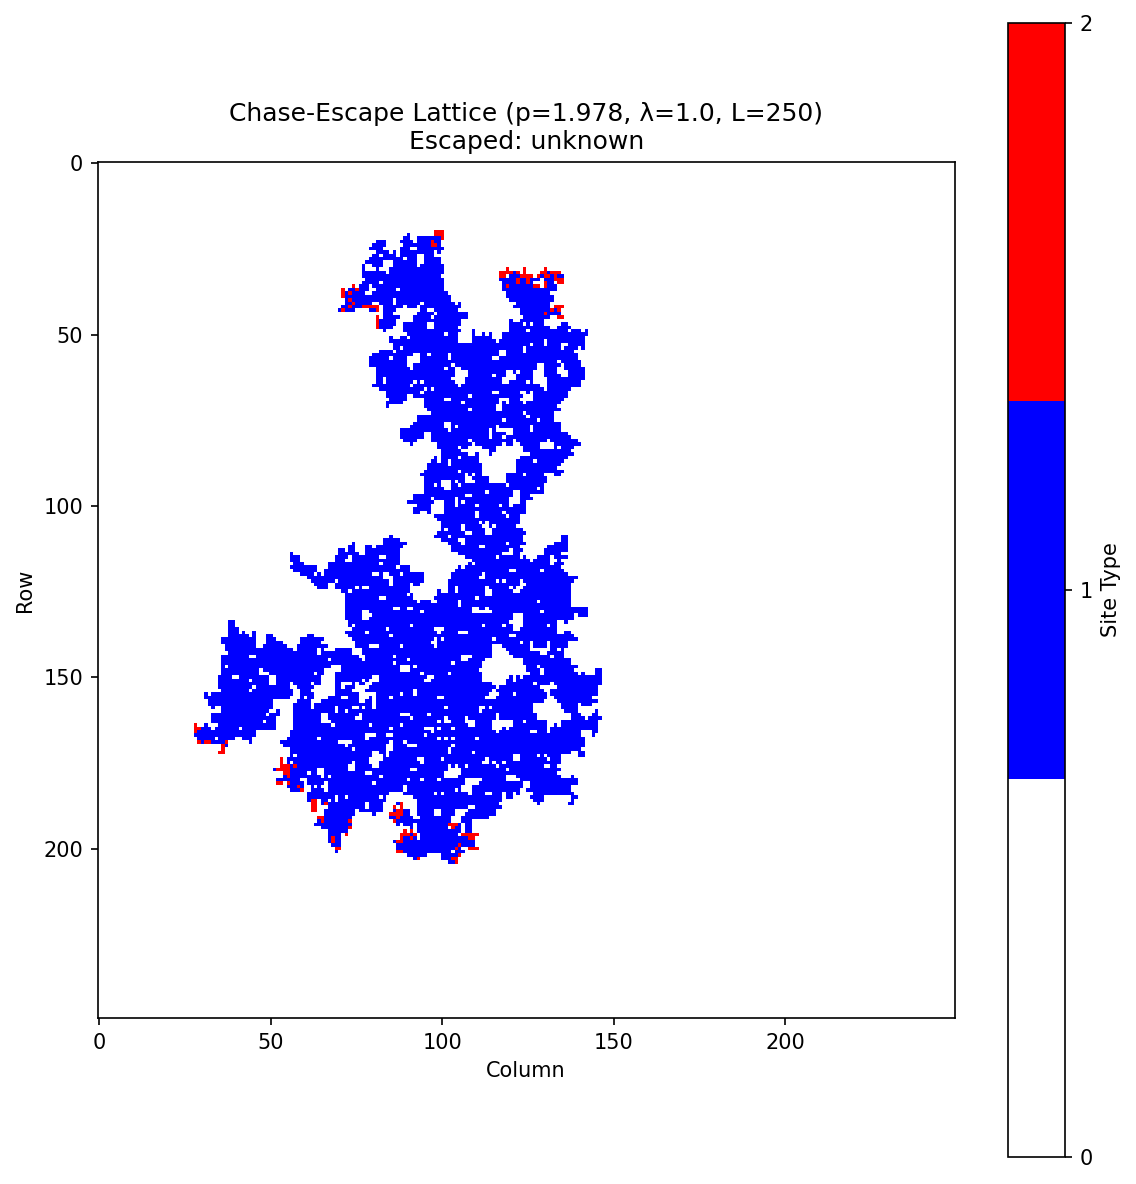 Chase-Escape Lattice (p=1.978, λ=1.0, L=250)
Escaped: unknown
0
50
100
150
200
Row
0
50
100
150
200
Column
2
1
0
Site Type